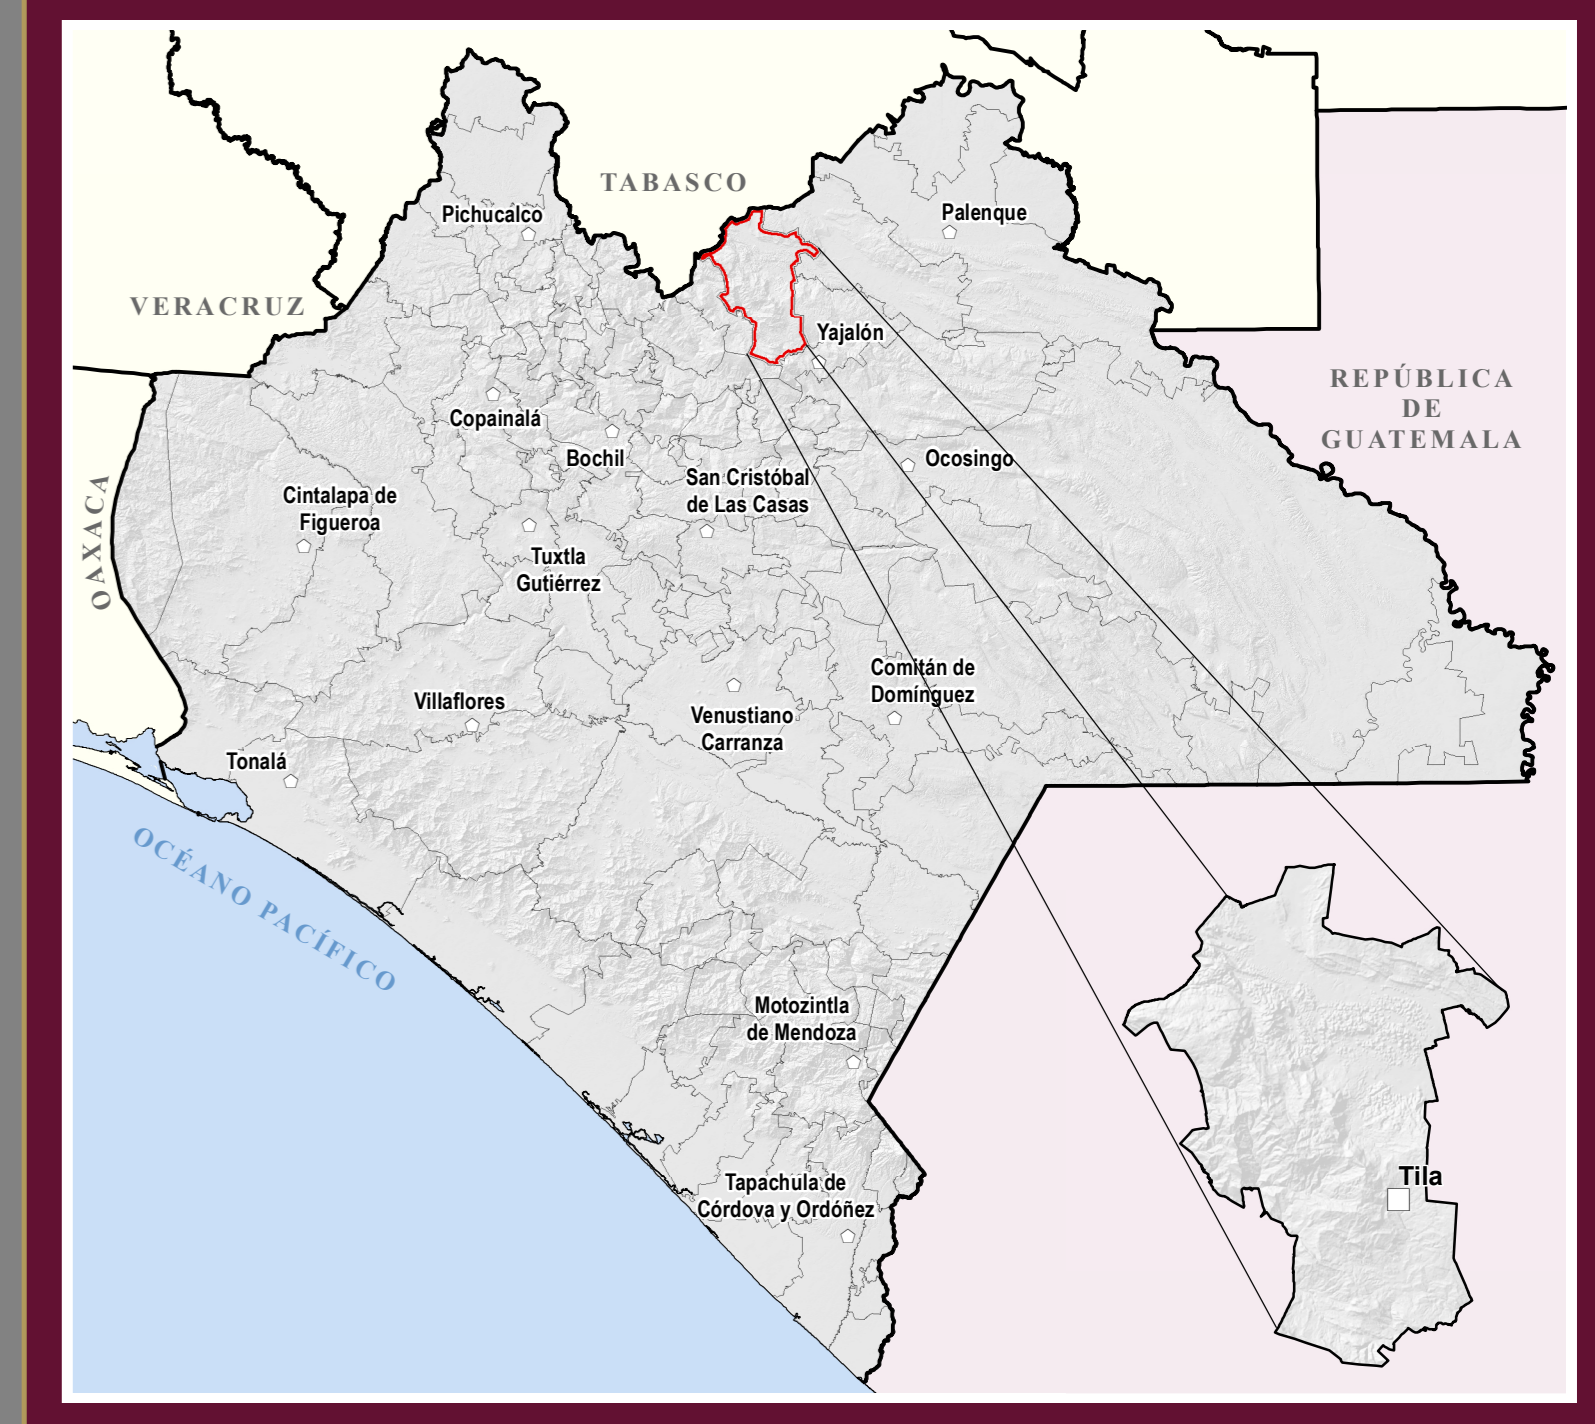 TABASCO
Pichucalco
Palenque
VERACRUZ
Yajalón
REPÚBLICA
DE
GUATEMALA
Copainalá
Bochil
Ocosingo
San Cristóbal
de Las Casas
OAXACA
Cintalapa de
Figueroa
Tuxtla
Gutiérrez
Comitán de
Domínguez
Villaflores
Venustiano
Carranza
Tonalá
OCÉANO PACÍFICO
Motozintla
de Mendoza
Tila
Tapachula de
Córdova y Ordóñez